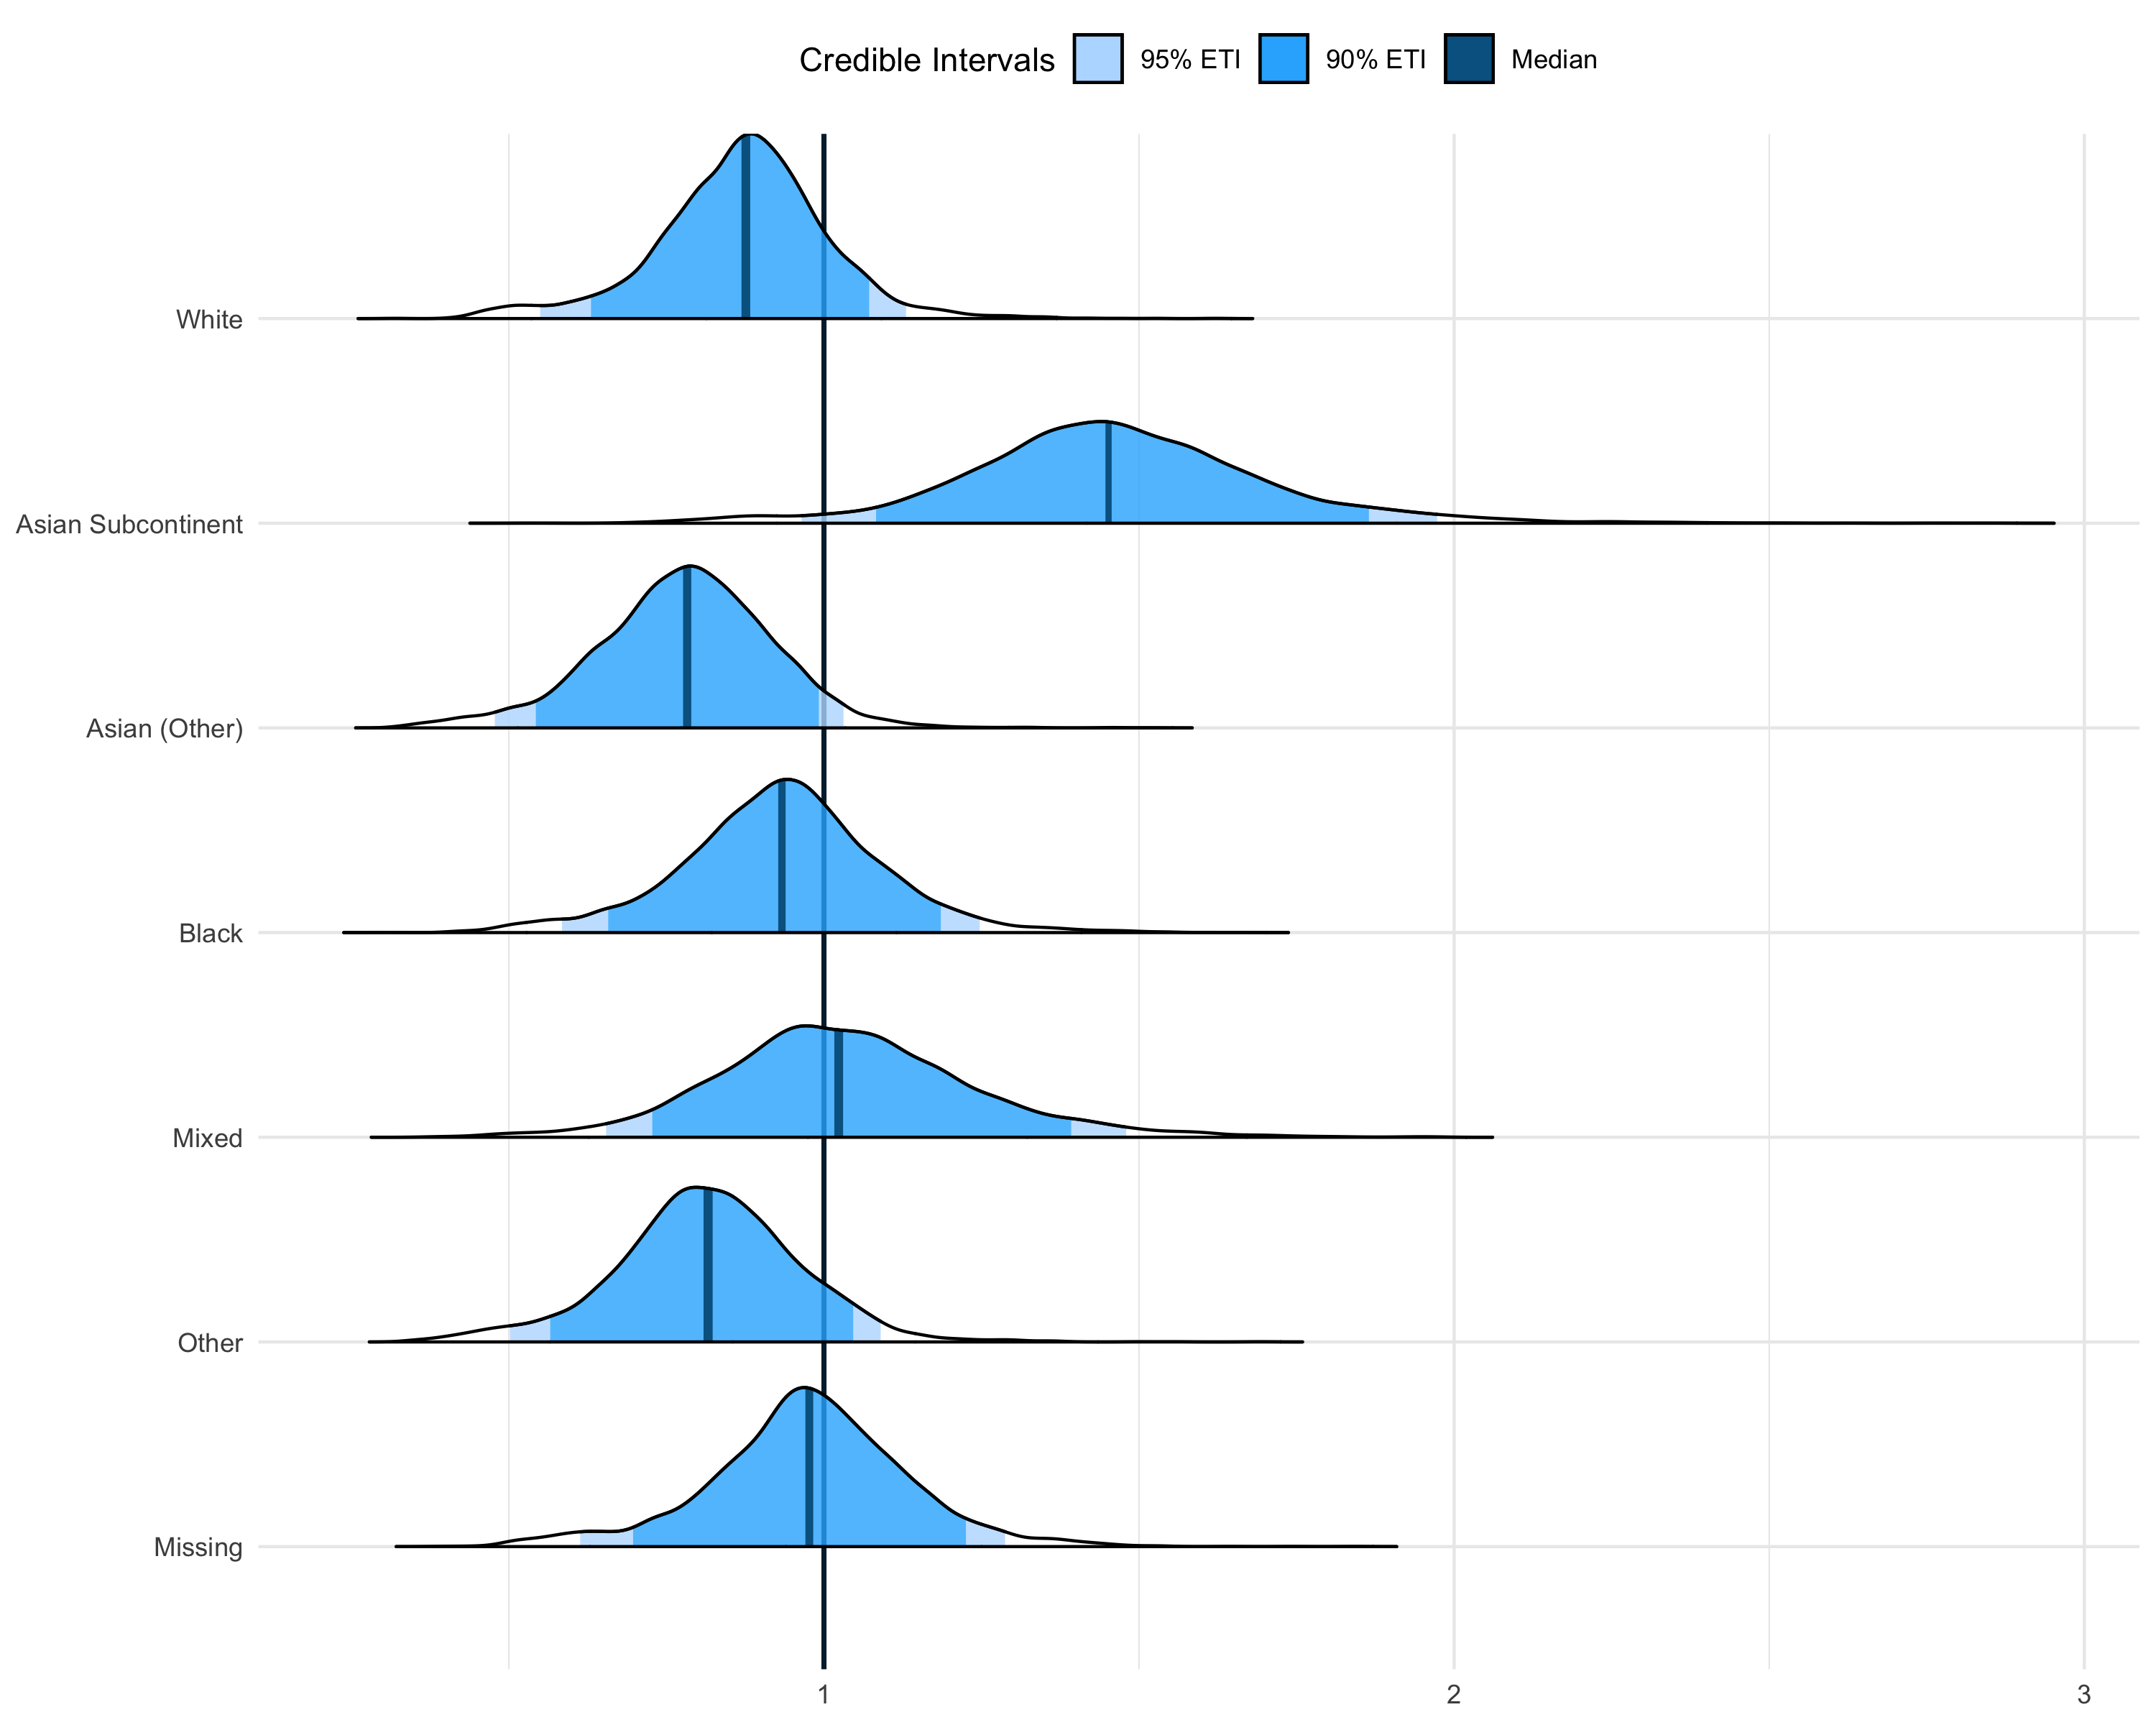 Credible Intervals 95% ETI 90% ETI Median
White
Asian Subcontinent
Asian (Other)
Black
Mixed
Other
Missing
1 2 3